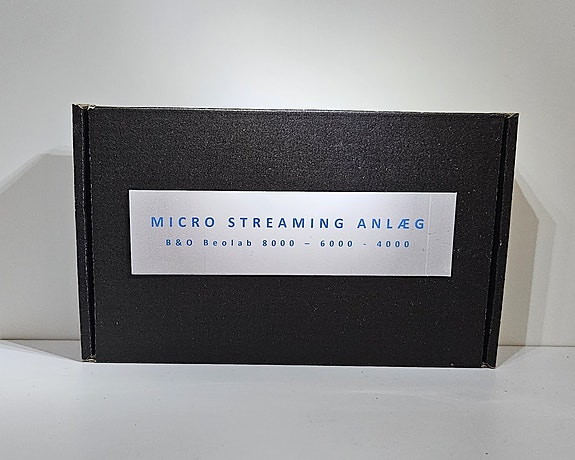 MICRO STREAMING ANLÆG
B&O Beolab 8000 – 6000 - 4000